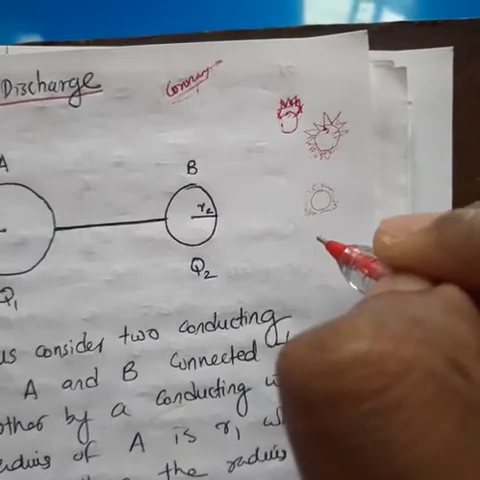 Discharge
A
B
r₂
Q₁
Q₂
us consider two conducting
A and B connected
other by a conducting
radius of A is r₁
the radius